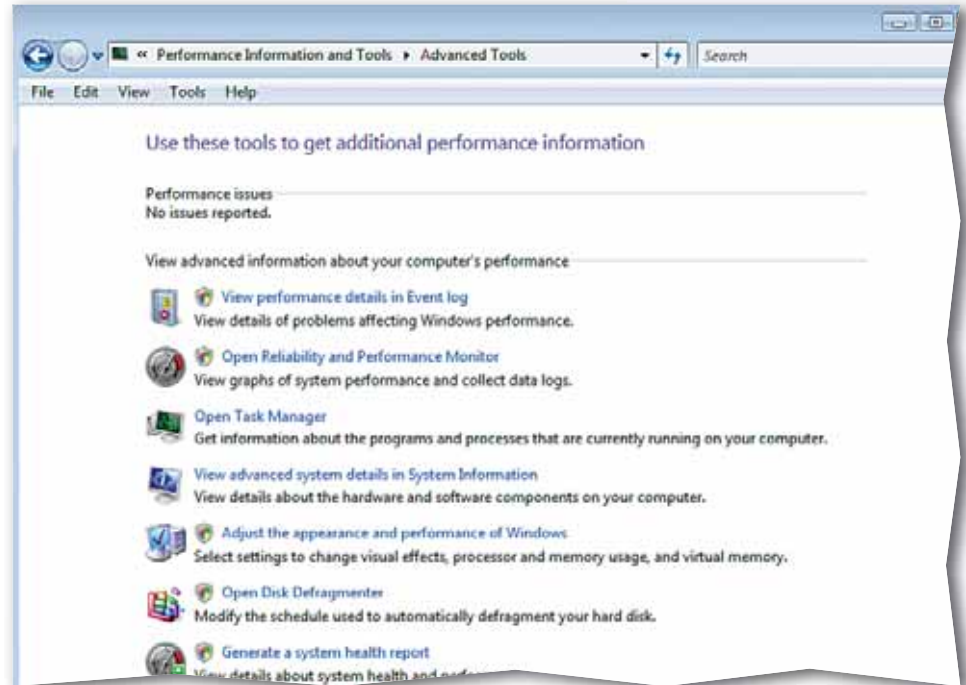 « Performance Information and Tools ▸ Advanced Tools
Search
File Edit View Tools Help
Use these tools to get additional performance information
Performance issues
No issues reported.
View advanced information about your computer's performance
View performance details in Event log
View details of problems affecting Windows performance.
Open Reliability and Performance Monitor
View graphs of system performance and collect data logs.
Open Task Manager
Get information about the programs and processes that are currently running on your computer.
View advanced system details in System Information
View details about the hardware and software components on your computer.
Adjust the appearance and performance of Windows
Select settings to change visual effects, processor and memory usage, and virtual memory.
Open Disk Defragmenter
Modify the schedule used to automatically defragment your hard disk.
Generate a system health report
View details about system health and